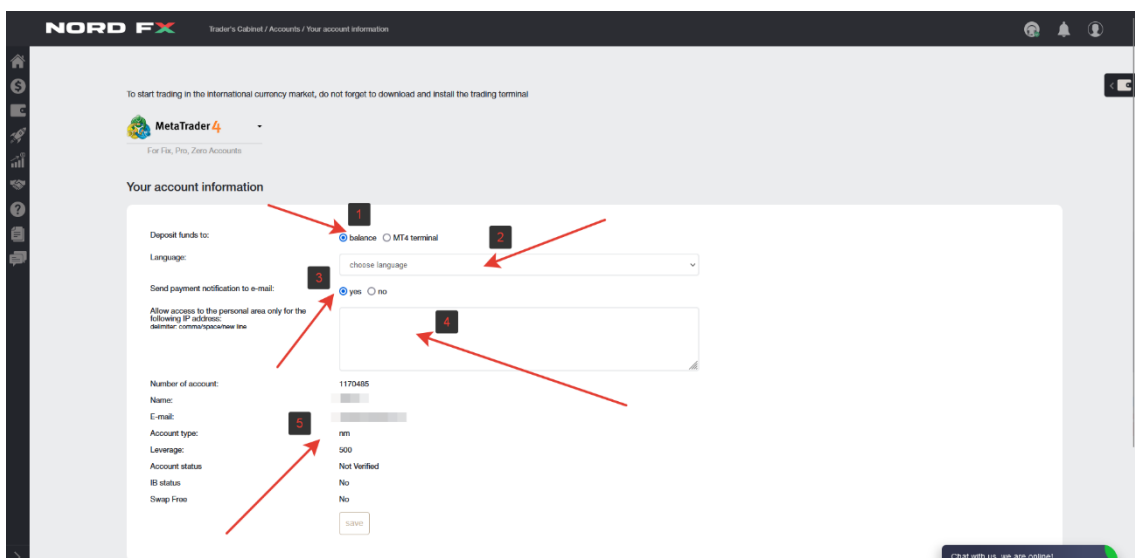 NORD FX
Trader's Cabinet / Accounts / Your account information
To start trading in the international currency market, do not forget to download and install the trading terminal
MetaTrader 4
For Fix, Pro, Zero Accounts
Your account information
1
Deposit funds to: balance MT4 terminal
2
Language: choose language
3
Send payment notification to e-mail: yes no
Allow access to the personal area only for the
following IP address:
delimiter: comma/space/new line
4
Number of account: 1170485
Name:
E-mail:
5
Account type: nm
Leverage: 500
Account status Not Verified
IB status No
Swap Free No
save
Chat with us, we are online!